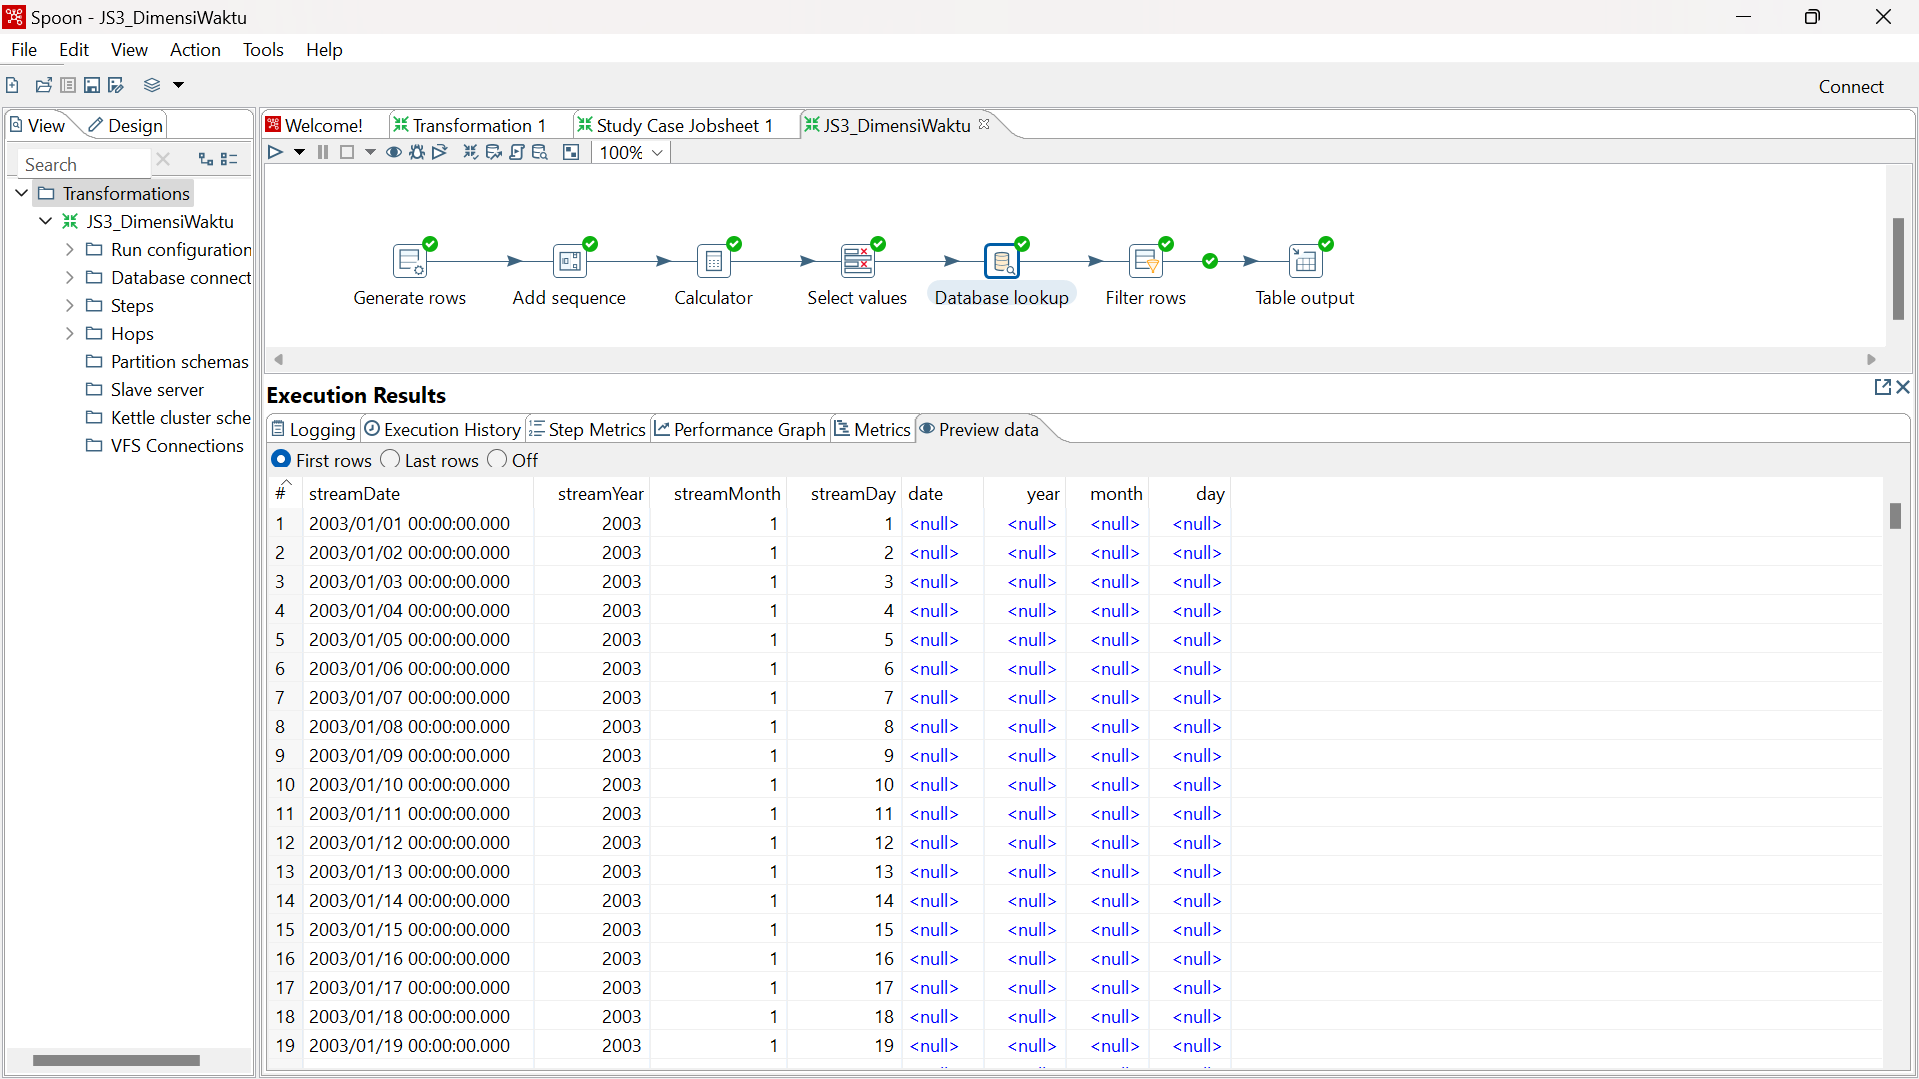 Spoon - JS3_DimensiWaktu
File Edit View Action Tools Help
Connect
View Design
Search
Transformations
JS3_DimensiWaktu
Run configuration
Database connect
Steps
Hops
Partition schemas
Slave server
Kettle cluster sche
VFS Connections
Welcome! Transformation 1 Study Case Jobsheet 1 JS3_DimensiWaktu
100%
Generate rows Add sequence Calculator Select values Database lookup Filter rows Table output
Execution Results
Logging Execution History Step Metrics Performance Graph Metrics Preview data
First rows Last rows Off
# streamDate streamYear streamMonth streamDay date year month day
1 2003/01/01 00:00:00.000 2003 1 1 <null> <null> <null> <null>
2 2003/01/02 00:00:00.000 2003 1 2 <null> <null> <null> <null>
3 2003/01/03 00:00:00.000 2003 1 3 <null> <null> <null> <null>
4 2003/01/04 00:00:00.000 2003 1 4 <null> <null> <null> <null>
5 2003/01/05 00:00:00.000 2003 1 5 <null> <null> <null> <null>
6 2003/01/06 00:00:00.000 2003 1 6 <null> <null> <null> <null>
7 2003/01/07 00:00:00.000 2003 1 7 <null> <null> <null> <null>
8 2003/01/08 00:00:00.000 2003 1 8 <null> <null> <null> <null>
9 2003/01/09 00:00:00.000 2003 1 9 <null> <null> <null> <null>
10 2003/01/10 00:00:00.000 2003 1 10 <null> <null> <null> <null>
11 2003/01/11 00:00:00.000 2003 1 11 <null> <null> <null> <null>
12 2003/01/12 00:00:00.000 2003 1 12 <null> <null> <null> <null>
13 2003/01/13 00:00:00.000 2003 1 13 <null> <null> <null> <null>
14 2003/01/14 00:00:00.000 2003 1 14 <null> <null> <null> <null>
15 2003/01/15 00:00:00.000 2003 1 15 <null> <null> <null> <null>
16 2003/01/16 00:00:00.000 2003 1 16 <null> <null> <null> <null>
17 2003/01/17 00:00:00.000 2003 1 17 <null> <null> <null> <null>
18 2003/01/18 00:00:00.000 2003 1 18 <null> <null> <null> <null>
19 2003/01/19 00:00:00.000 2003 1 19 <null> <null> <null> <null>